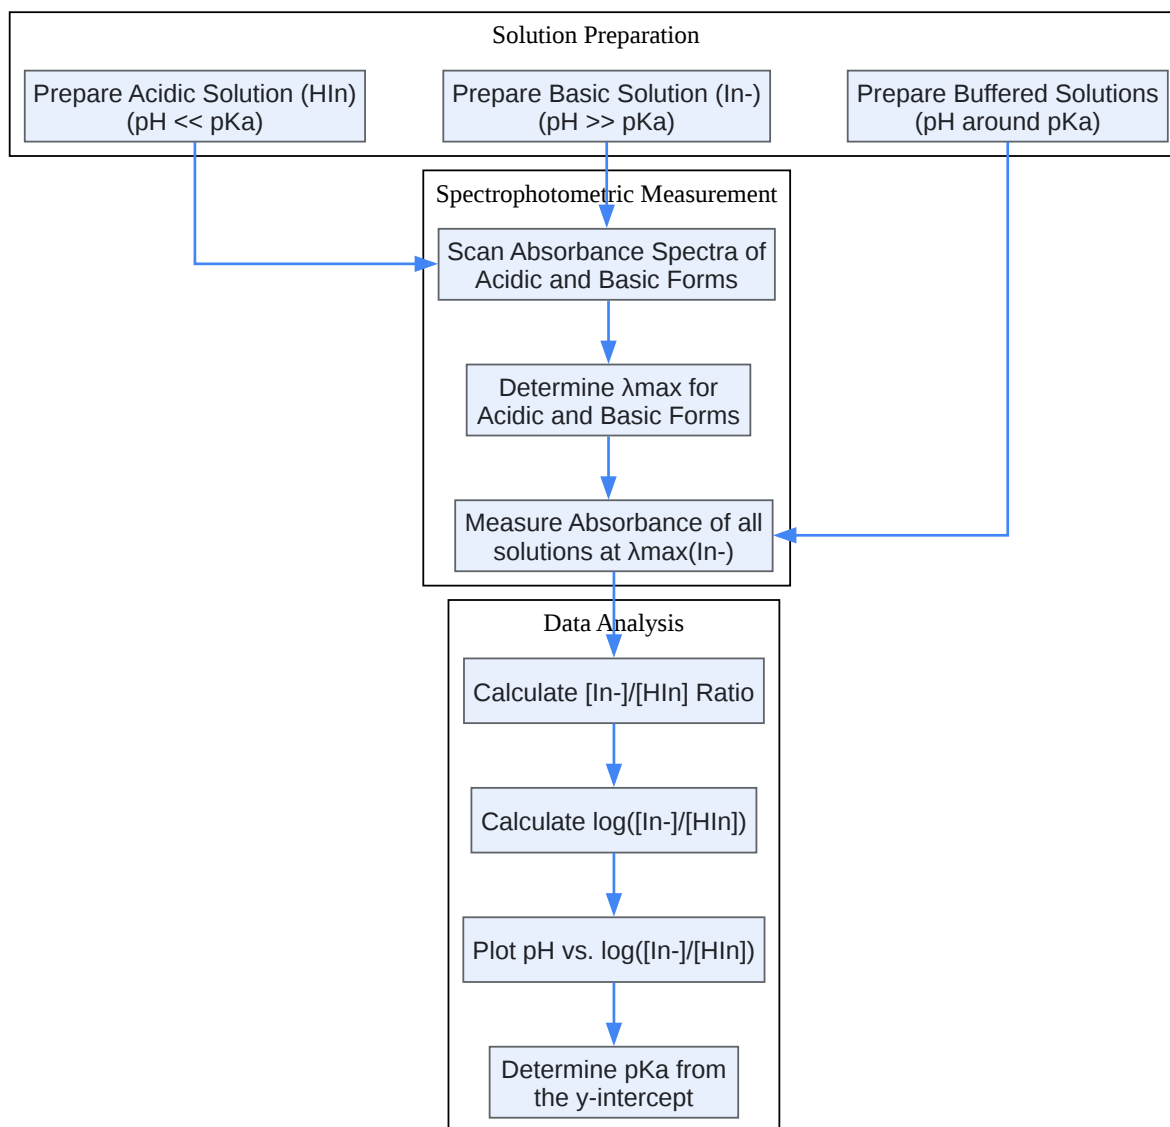 Solution Preparation
Prepare Acidic Solution (HIn)
(pH << pKa)
Prepare Basic Solution (In-)
(pH >> pKa)
Prepare Buffered Solutions
(pH around pKa)
Spectrophotometric Measurement
Scan Absorbance Spectra of
Acidic and Basic Forms
Determine λmax for
Acidic and Basic Forms
Measure Absorbance of all
solutions at λmax(In-)
Data Analysis
Calculate [In-]/[HIn] Ratio
Calculate log([In-]/[HIn])
Plot pH vs. log([In-]/[HIn])
Determine pKa from
the y-intercept